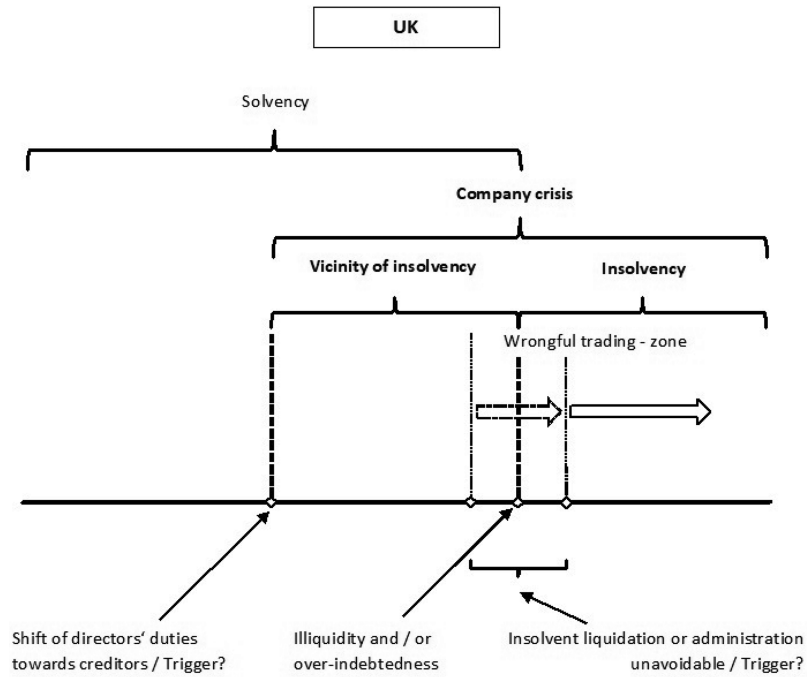 UK
Solvency
Company crisis
Vicinity of insolvency
Insolvency
Wrongful trading - zone
Shift of directors‘ duties
towards creditors / Trigger?
Illiquidity and / or
over-indebtedness
Insolvent liquidation or administration
unavoidable / Trigger?